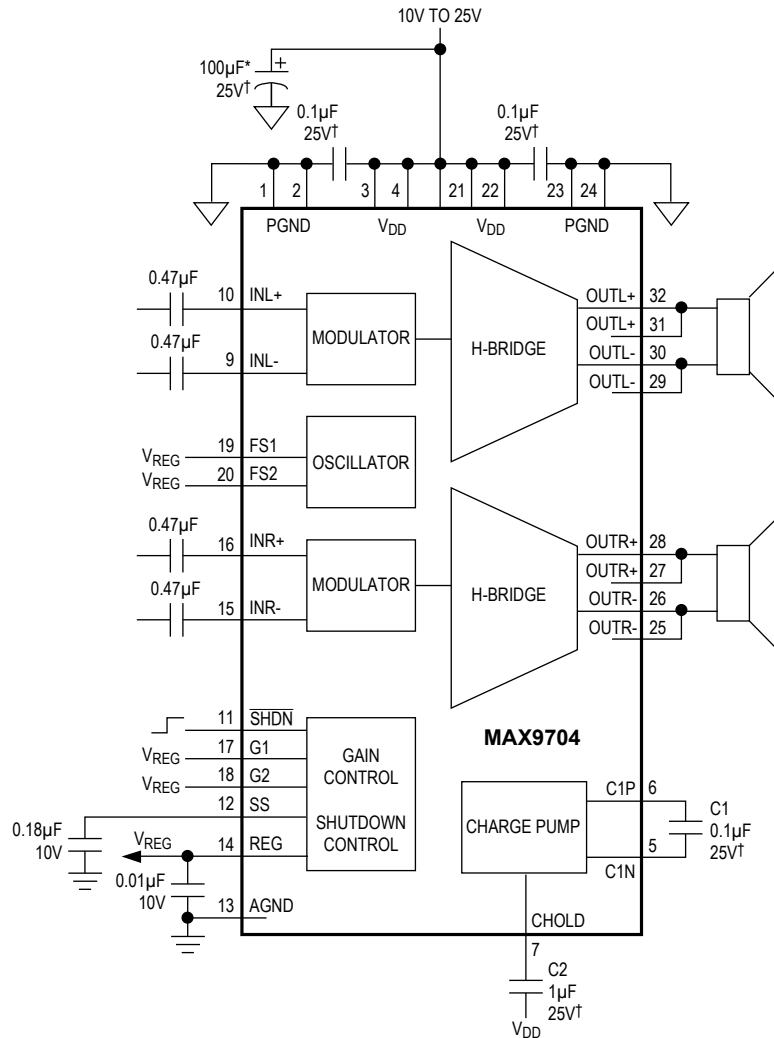 10V TO 25V
100µF*
25V†
+
0.1µF
25V†
0.1µF
25V†
1
2
3
4
21
22
23
24
PGND
VDD
VDD
PGND
0.47µF
10
INL+
MODULATOR
0.47µF
9
INL-
H-BRIDGE
OUTL+
32
OUTL+
31
OUTL-
30
OUTL-
29
VREG
19
FS1
VREG
20
FS2
OSCILLATOR
0.47µF
16
INR+
MODULATOR
0.47µF
15
INR-
H-BRIDGE
OUTR+
28
OUTR+
27
OUTR-
26
OUTR-
25
11
SHDN
VREG
17
G1
VREG
18
G2
12
SS
0.18µF
10V
VREG
14
REG
0.01µF
10V
13
AGND
GAIN
CONTROL
SHUTDOWN
CONTROL
MAX9704
CHARGE PUMP
C1P
6
C1N
5
C1
0.1µF
25V†
CHOLD
7
C2
1µF
25V†
VDD